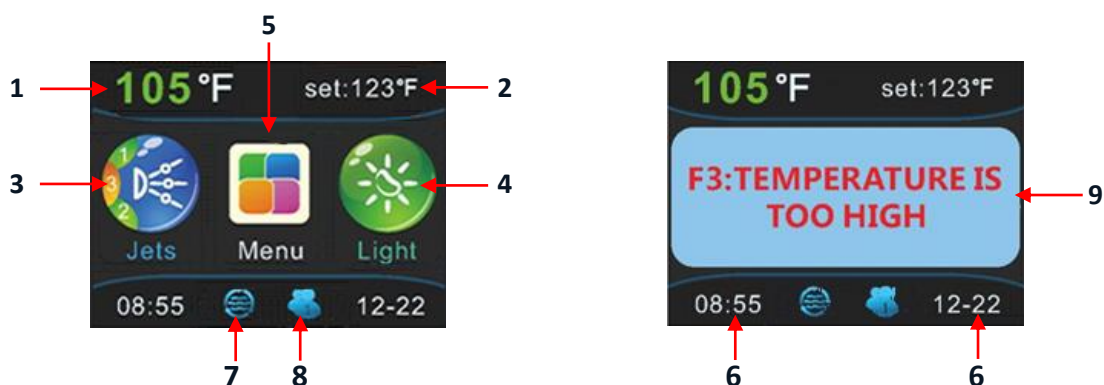 5
1 105°F set:123°F 2
3 4
1
3
2
Jets Menu Light
08:55 12-22
7 8
105°F set:123°F
F3:TEMPERATURE IS
TOO HIGH
9
08:55 12-22
6 6